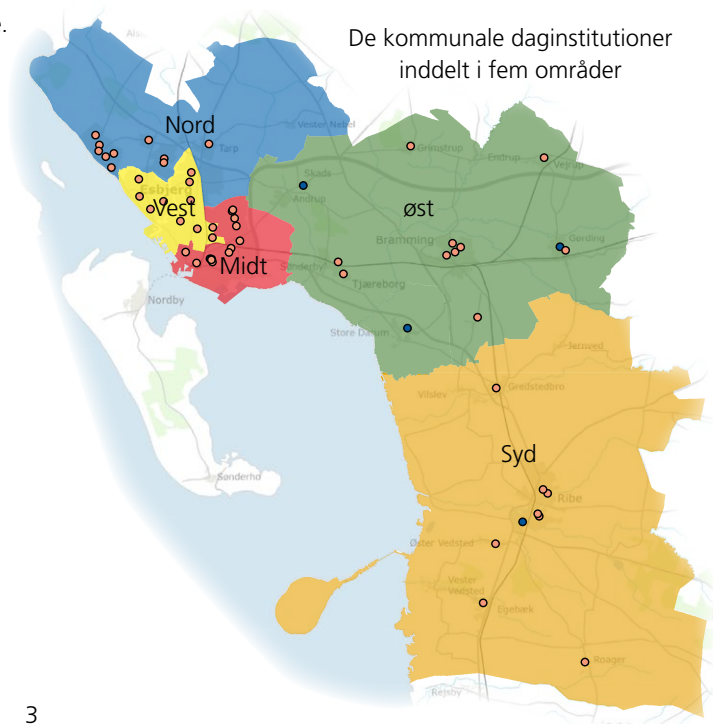 e.
De kommunale daginstitutioner
inddelt i fem områder
Nord
Vester Nebel
Tarp
Grimstrup
Endrup
Vejrup
Skads
Andrup
Esbjerg
Vest
øst
Bramming
Gørding
Midt
Sønderby
Tjæreborg
Nordby
Store Darum
Jernved
Vilslev
Gredstedbro
Syd
Sønderho
Ribe
Øster Vedsted
Vester
Vedsted
Egebæk
Roager
Rejsby
3